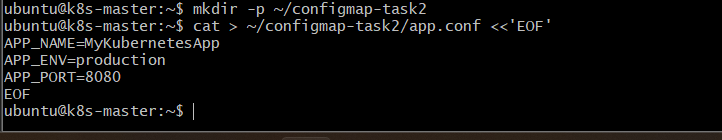 ubuntu@k8s-master:~$ mkdir -p ~/configmap-task2
ubuntu@k8s-master:~$ cat > ~/configmap-task2/app.conf <<'EOF'
APP_NAME=MyKubernetesApp
APP_ENV=production
APP_PORT=8080
EOF
ubuntu@k8s-master:~$